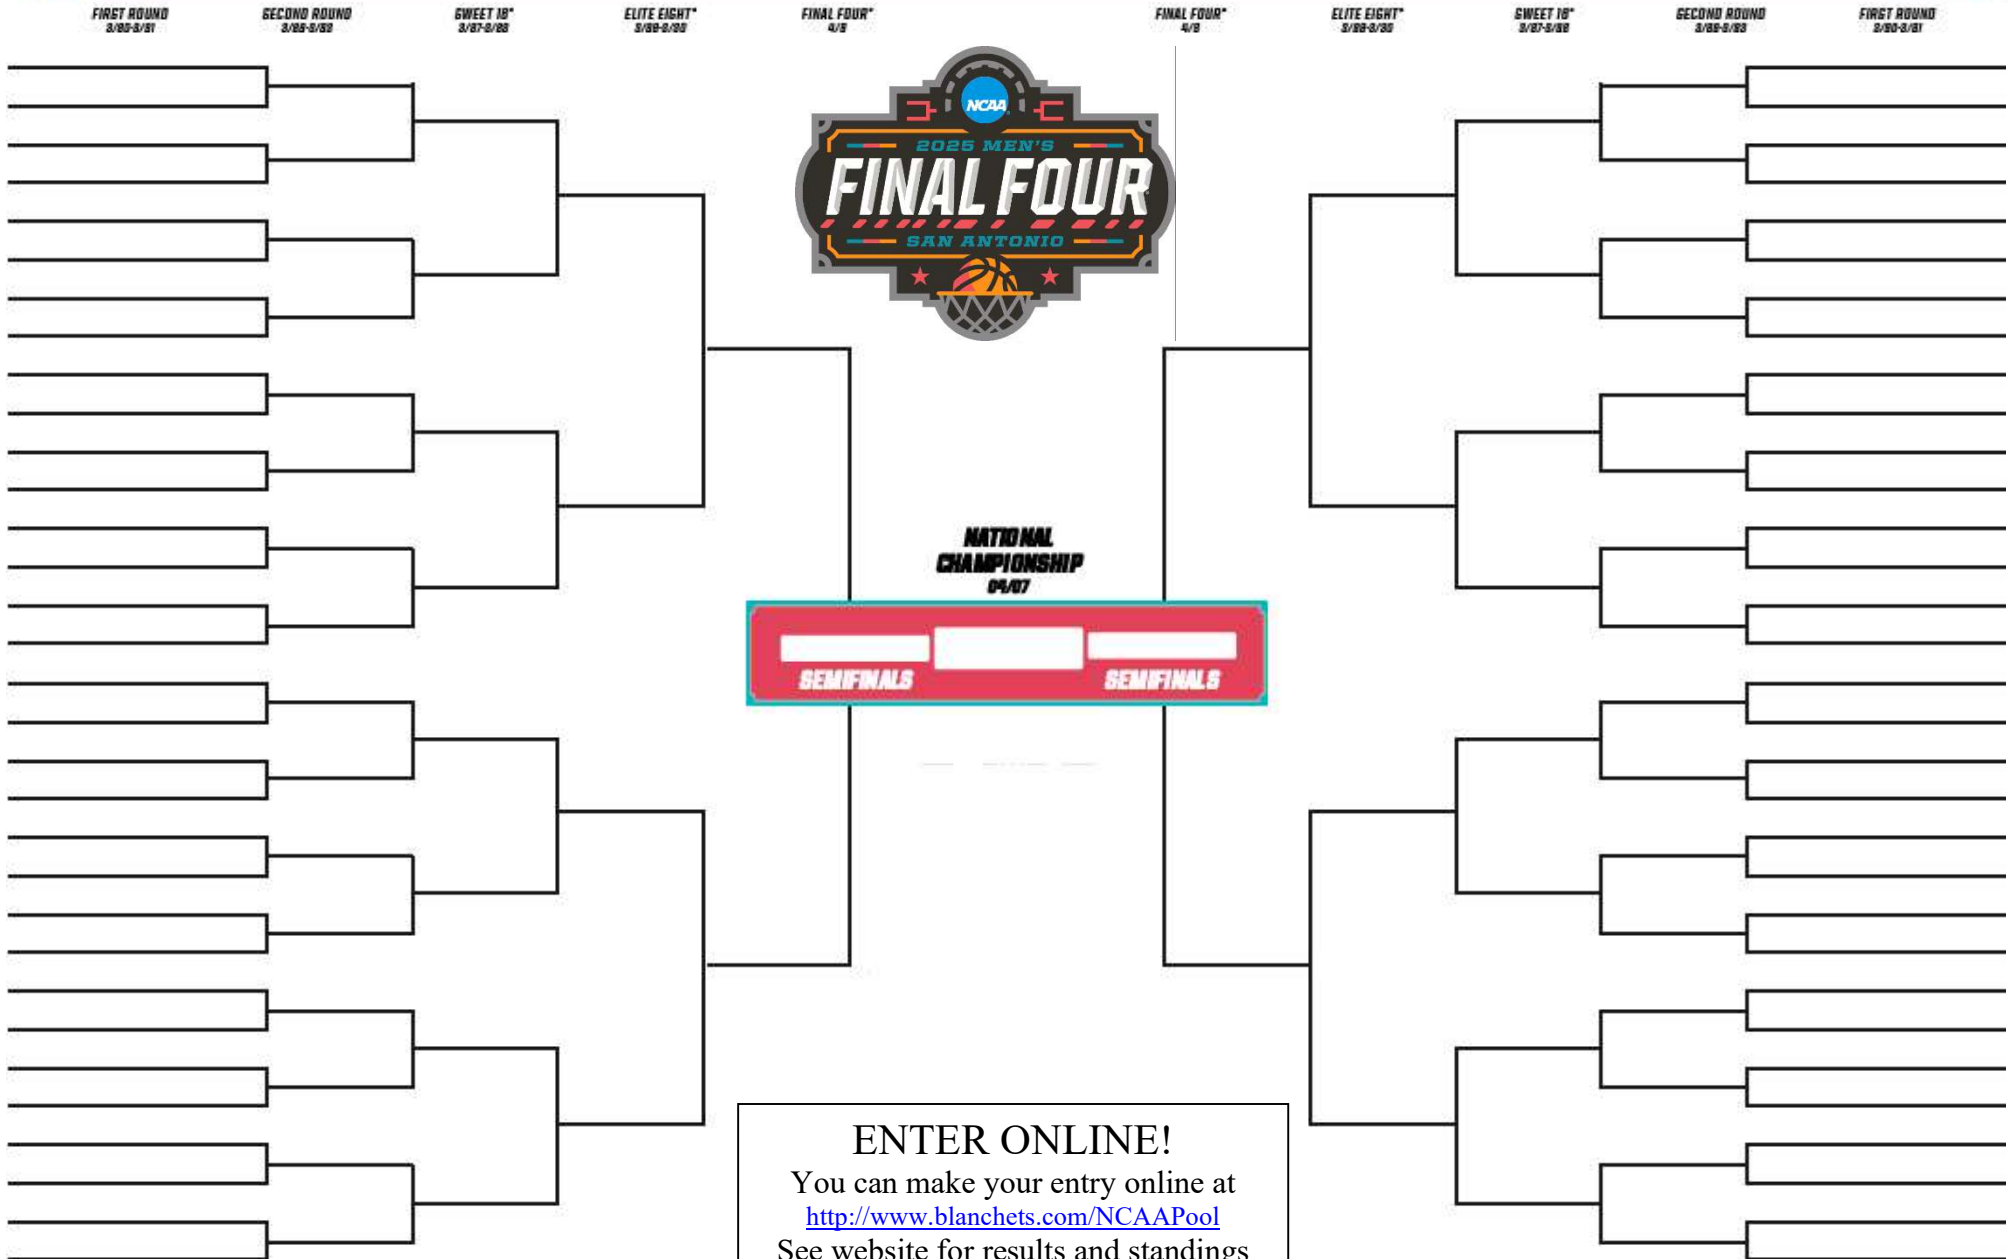 FIRST ROUND
SECOND ROUND
SWEET 16*
ELITE EIGHT*
FINAL FOUR*
4/5
FINAL FOUR*
4/5
ELITE EIGHT*
SWEET 16*
SECOND ROUND
FIRST ROUND
NCAA
2025 MEN'S
FINAL FOUR
SAN ANTONIO
NATIONAL
CHAMPIONSHIP
04/07
SEMIFINALS
SEMIFINALS
ENTER ONLINE!
You can make your entry online at
http://www.blanchets.com/NCAAPool
See website for results and standings